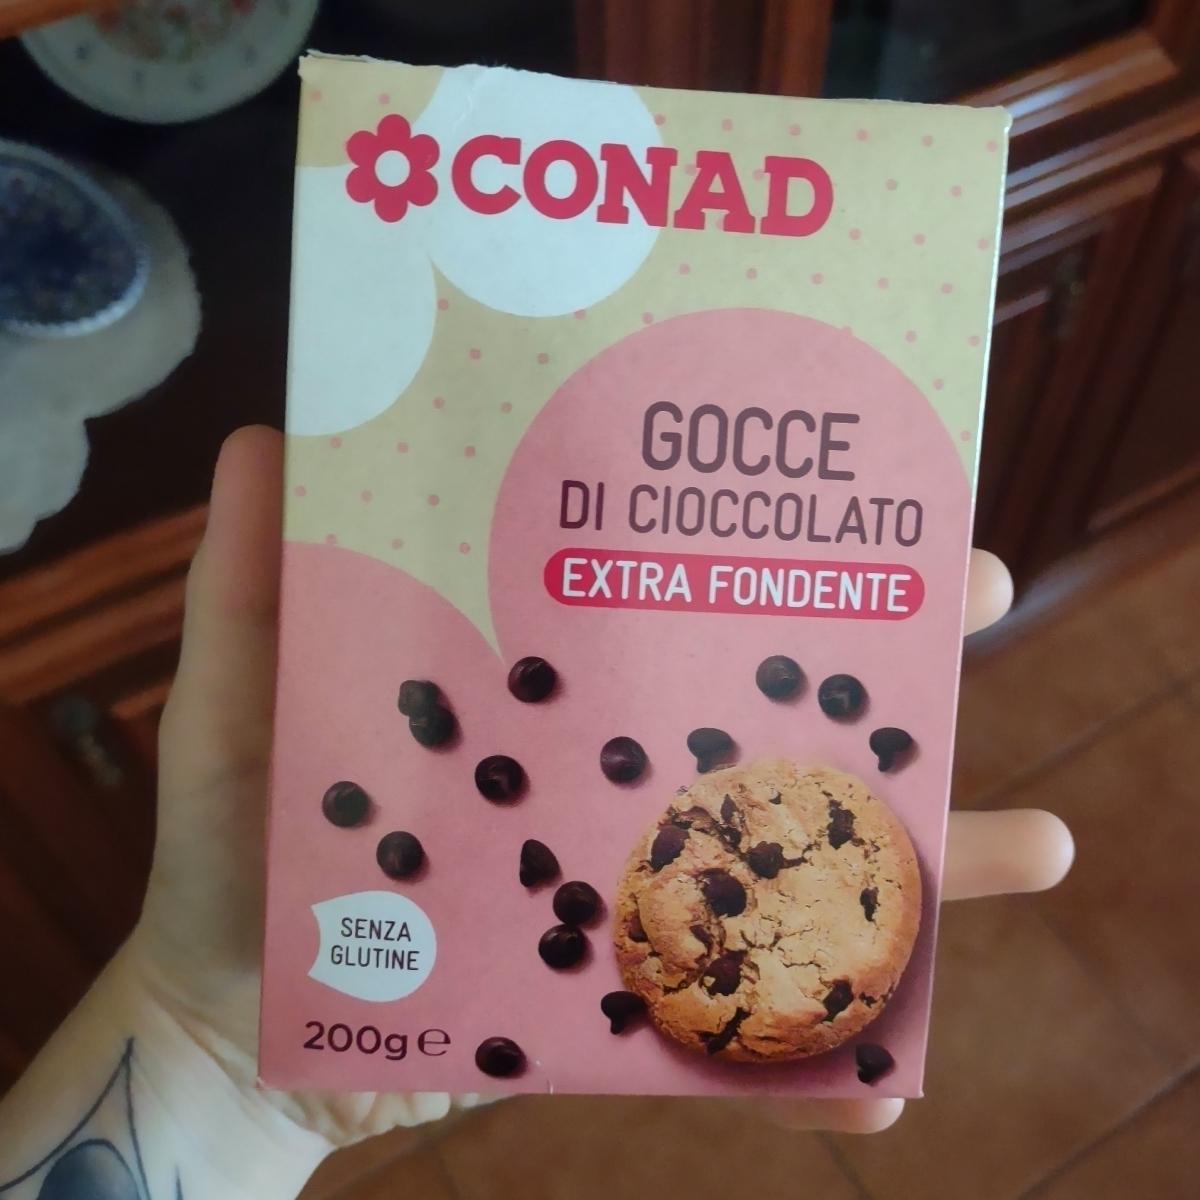 CONAD
GOCCE
DI CIOCCOLATO
EXTRA FONDENTE
SENZA
GLUTINE
200g ℮